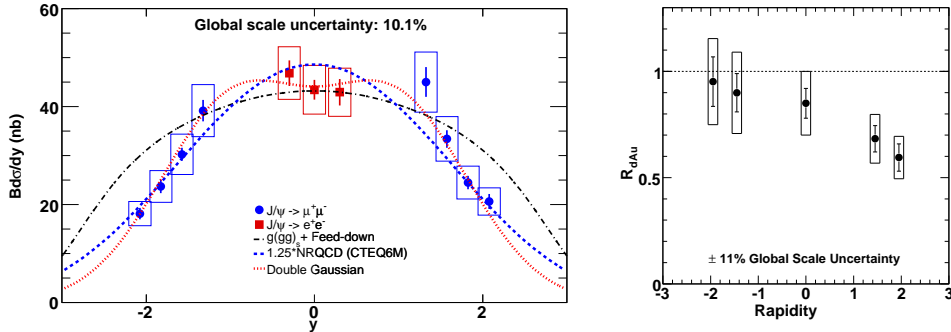 Global scale uncertainty: 10.1%
Bdσ/dy (nb)
60
40
20
0
J/ψ -> μ⁺μ⁻
J/ψ -> e⁺e⁻
g(gg)ₛ + Feed-down
1.25*NRQCD (CTEQ6M)
Double Gaussian
-2 0 2
y
R_dAu
1
0.5
0
± 11% Global Scale Uncertainty
-3 -2 -1 0 1 2 3
Rapidity